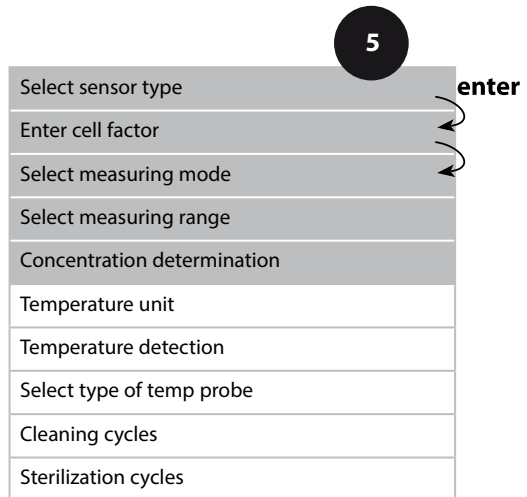 5
Select sensor type enter
Enter cell factor
Select measuring mode
Select measuring range
Concentration determination
Temperature unit
Temperature detection
Select type of temp probe
Cleaning cycles
Sterilization cycles